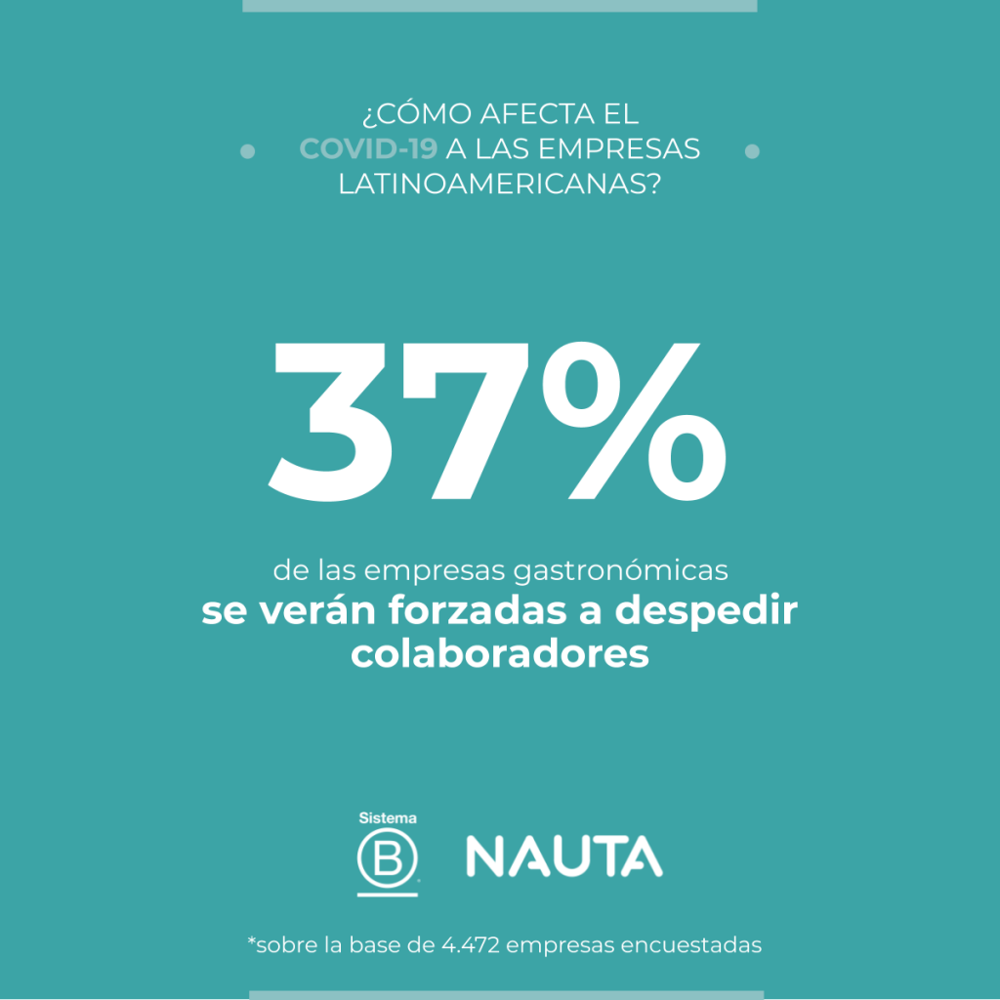 ¿CÓMO AFECTA EL
COVID-19 A LAS EMPRESAS
LATINOAMERICANAS?
37%
de las empresas gastronómicas
se verán forzadas a despedir
colaboradores
Sistema
B
NAUTA
*sobre la base de 4.472 empresas encuestadas